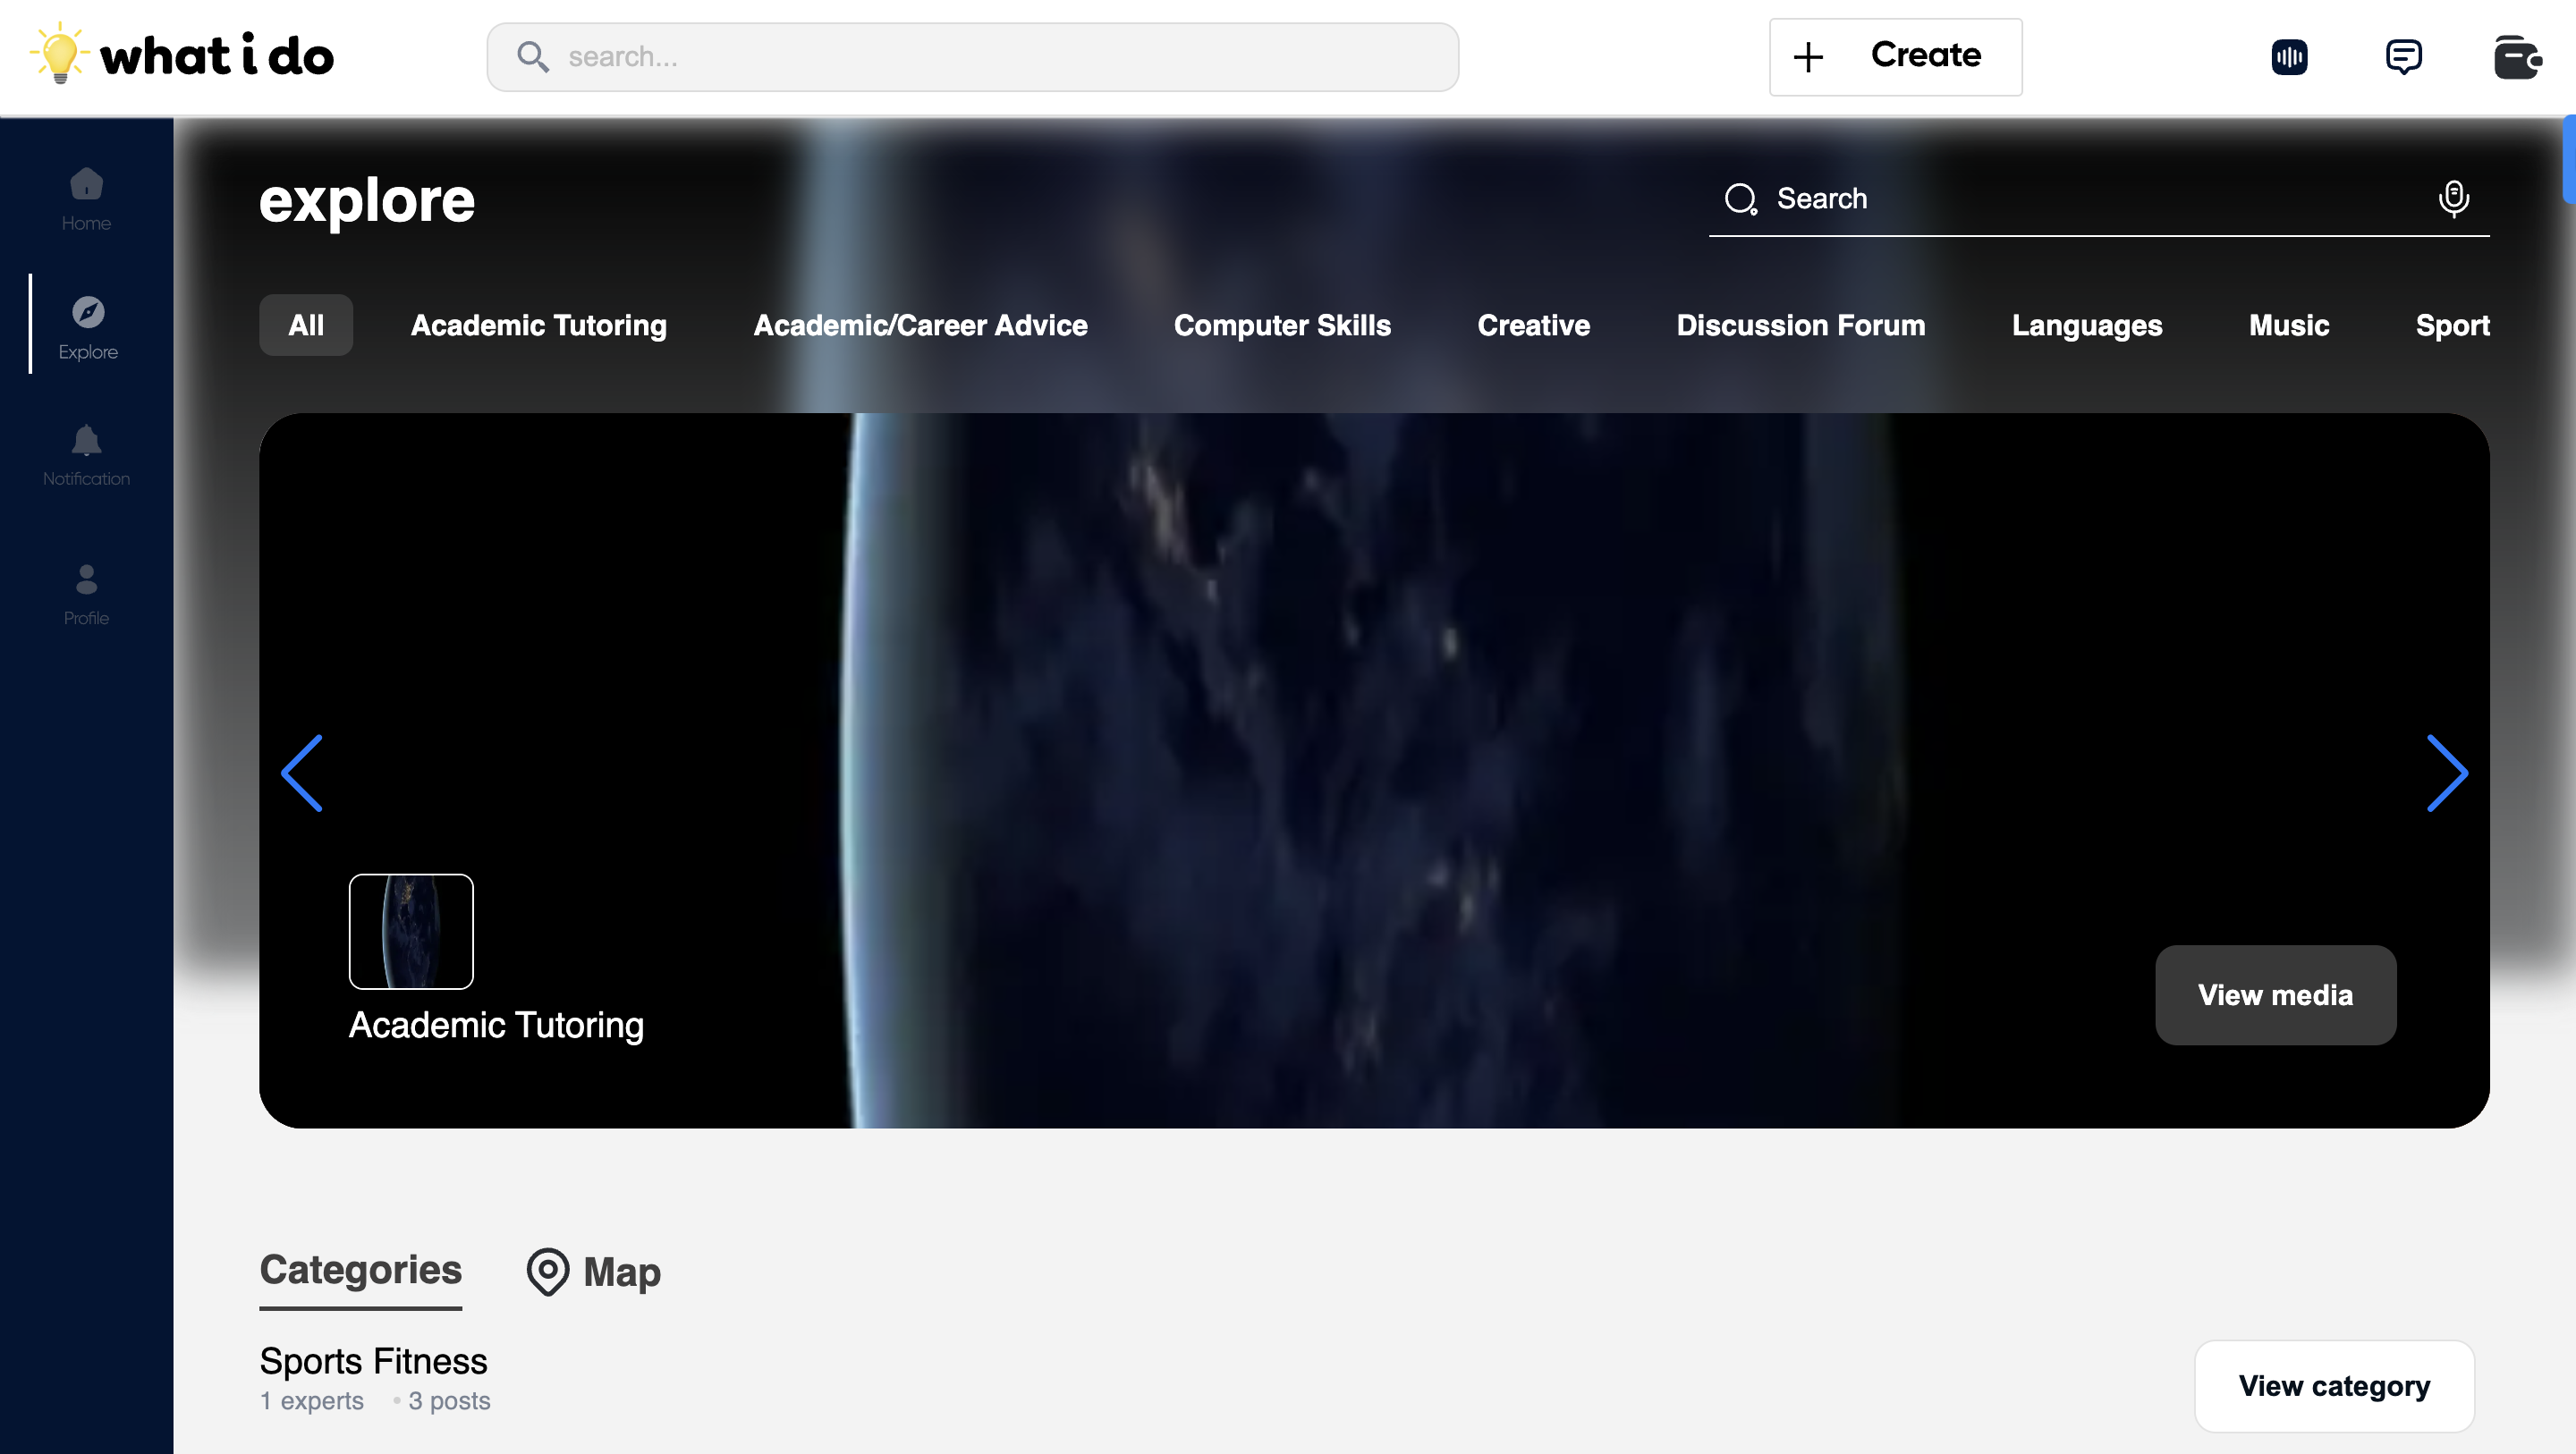 what i do
search...
Create
Home
Explore
Notification
Profile
explore
Search
All
Academic Tutoring
Academic/Career Advice
Computer Skills
Creative
Discussion Forum
Languages
Music
Sport
Academic Tutoring
View media
Categories
Map
Sports Fitness
1 experts • 3 posts
View category